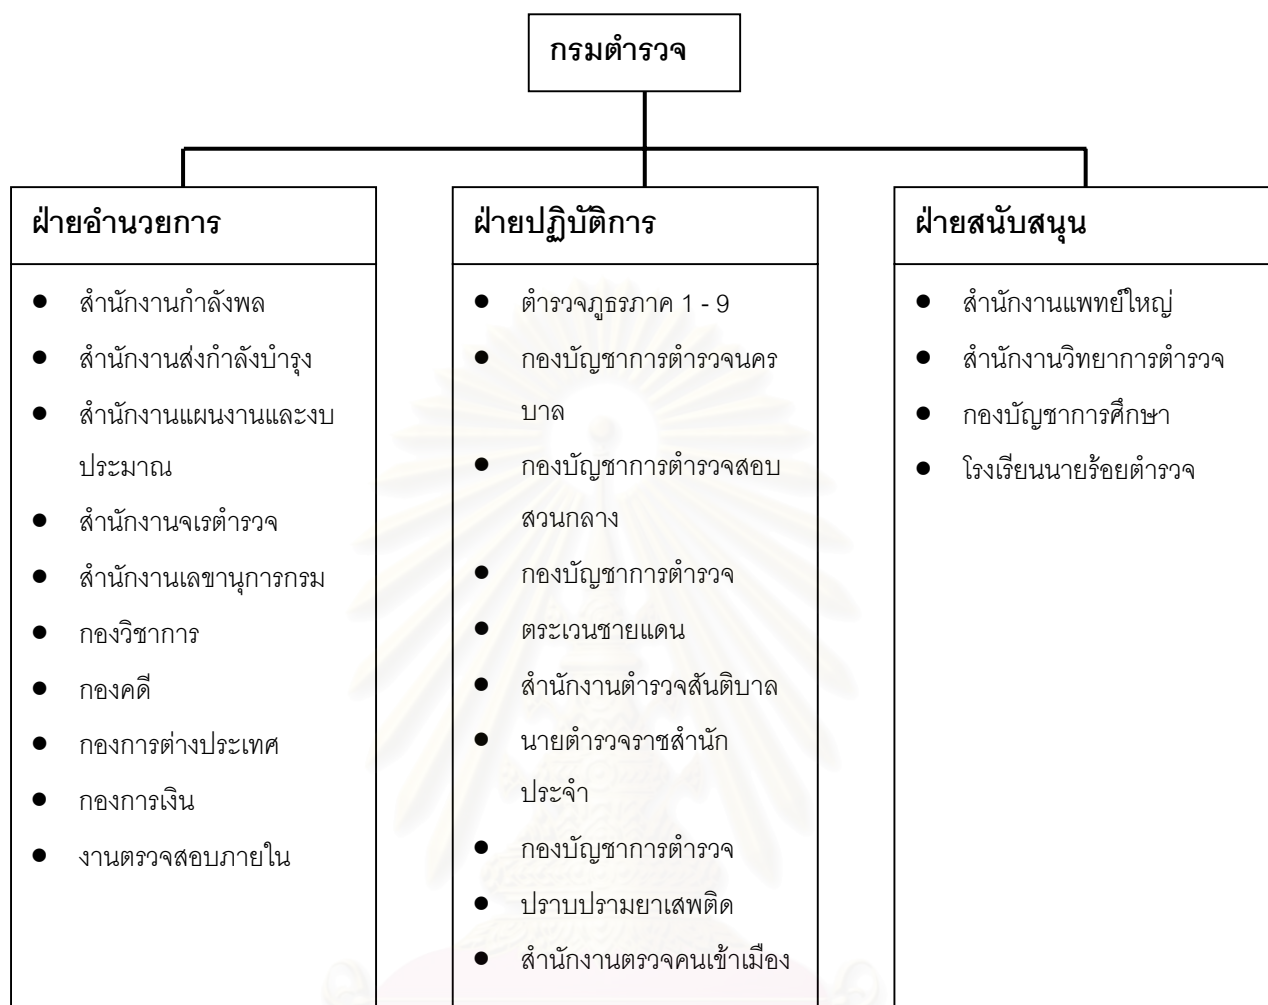 กรมตำรวจ
ฝ่ายอำนวยการ
● สำนักงานกำลังพล
● สำนักงานส่งกำลังบำรุง
● สำนักงานแผนงานและงบ
ประมาณ
● สำนักงานจเรตำรวจ
● สำนักงานเลขานุการกรม
● กองวิชาการ
● กองคดี
● กองการต่างประเทศ
● กองการเงิน
● งานตรวจสอบภายใน
ฝ่ายปฏิบัติการ
● ตำรวจภูธรภาค 1 - 9
● กองบัญชาการตำรวจนคร
บาล
● กองบัญชาการตำรวจสอบ
สวนกลาง
● กองบัญชาการตำรวจ
● ตระเวนชายแดน
● สำนักงานตำรวจสันติบาล
● นายตำรวจราชสำนัก
ประจำ
● กองบัญชาการตำรวจ
● ปราบปรามยาเสพติด
● สำนักงานตรวจคนเข้าเมือง
ฝ่ายสนับสนุน
● สำนักงานแพทย์ใหญ่
● สำนักงานวิทยาการตำรวจ
● กองบัญชาการศึกษา
● โรงเรียนนายร้อยตำรวจ